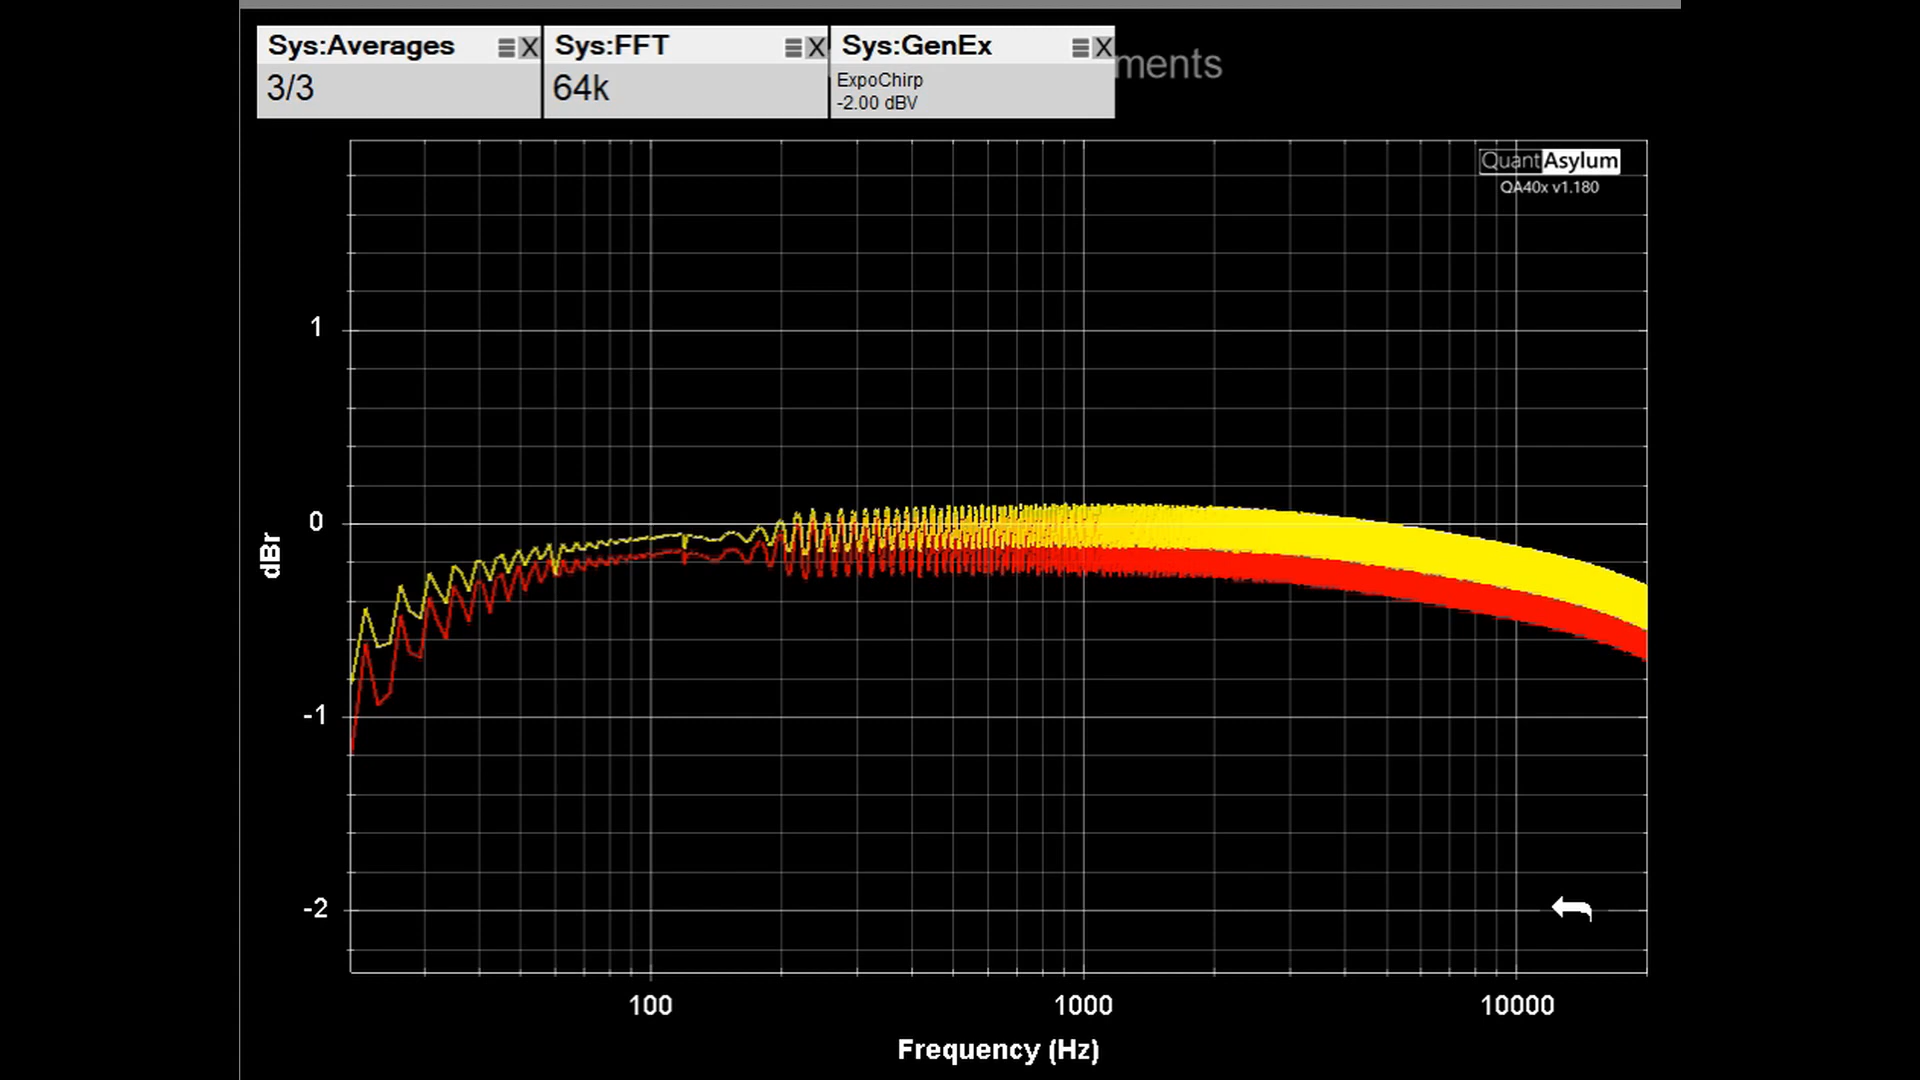 Sys:Averages
3/3
Sys:FFT
64k
Sys:GenEx
ExpoChirp
-2.00 dBV
ments
QuantAsylum
QA40x v1.180
1
0
-1
-2
dBr
100
1000
10000
Frequency (Hz)